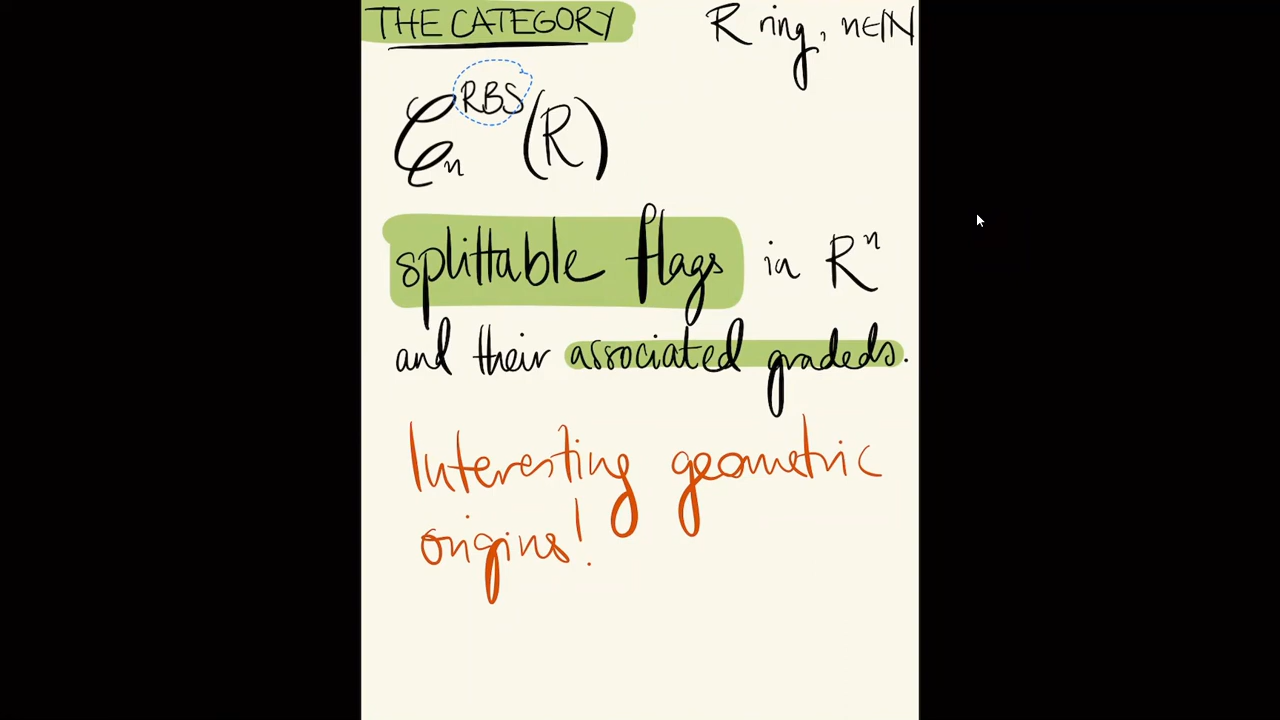 THE CATEGORY R ring, n∈ℕ
𝒞ₙ^RBS (R)
splittable flags in Rⁿ
and their associated gradeds.
Interesting geometric
origins!